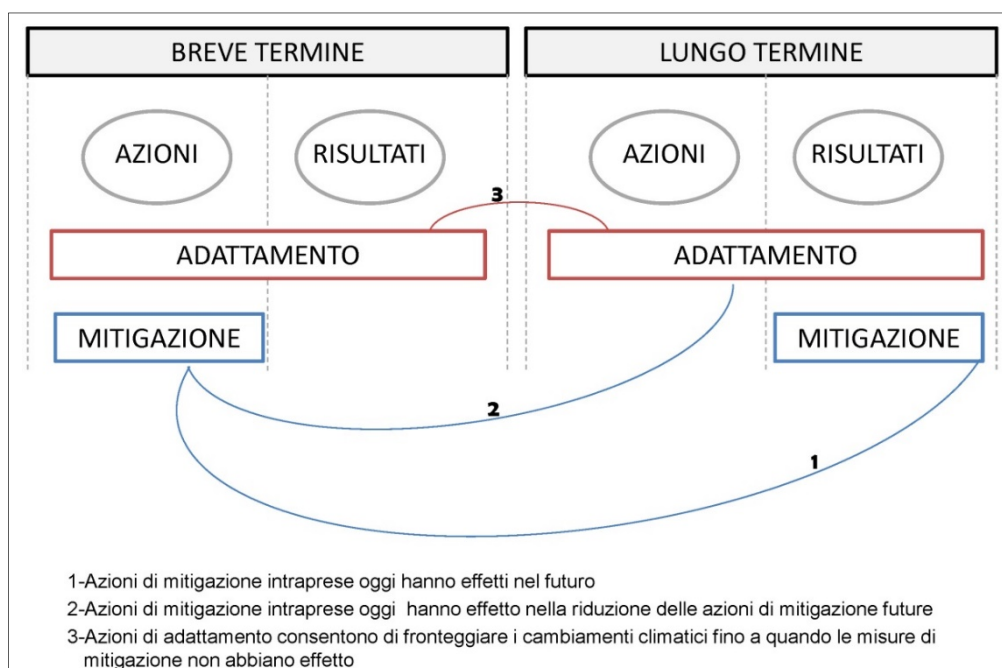 BREVE TERMINE
LUNGO TERMINE
AZIONI
RISULTATI
AZIONI
RISULTATI
3
ADATTAMENTO
ADATTAMENTO
MITIGAZIONE
MITIGAZIONE
2
1
1-Azioni di mitigazione intraprese oggi hanno effetti nel futuro
2-Azioni di mitigazione intraprese oggi hanno effetto nella riduzione delle azioni di mitigazione future
3-Azioni di adattamento consentono di fronteggiare i cambiamenti climatici fino a quando le misure di
mitigazione non abbiano effetto